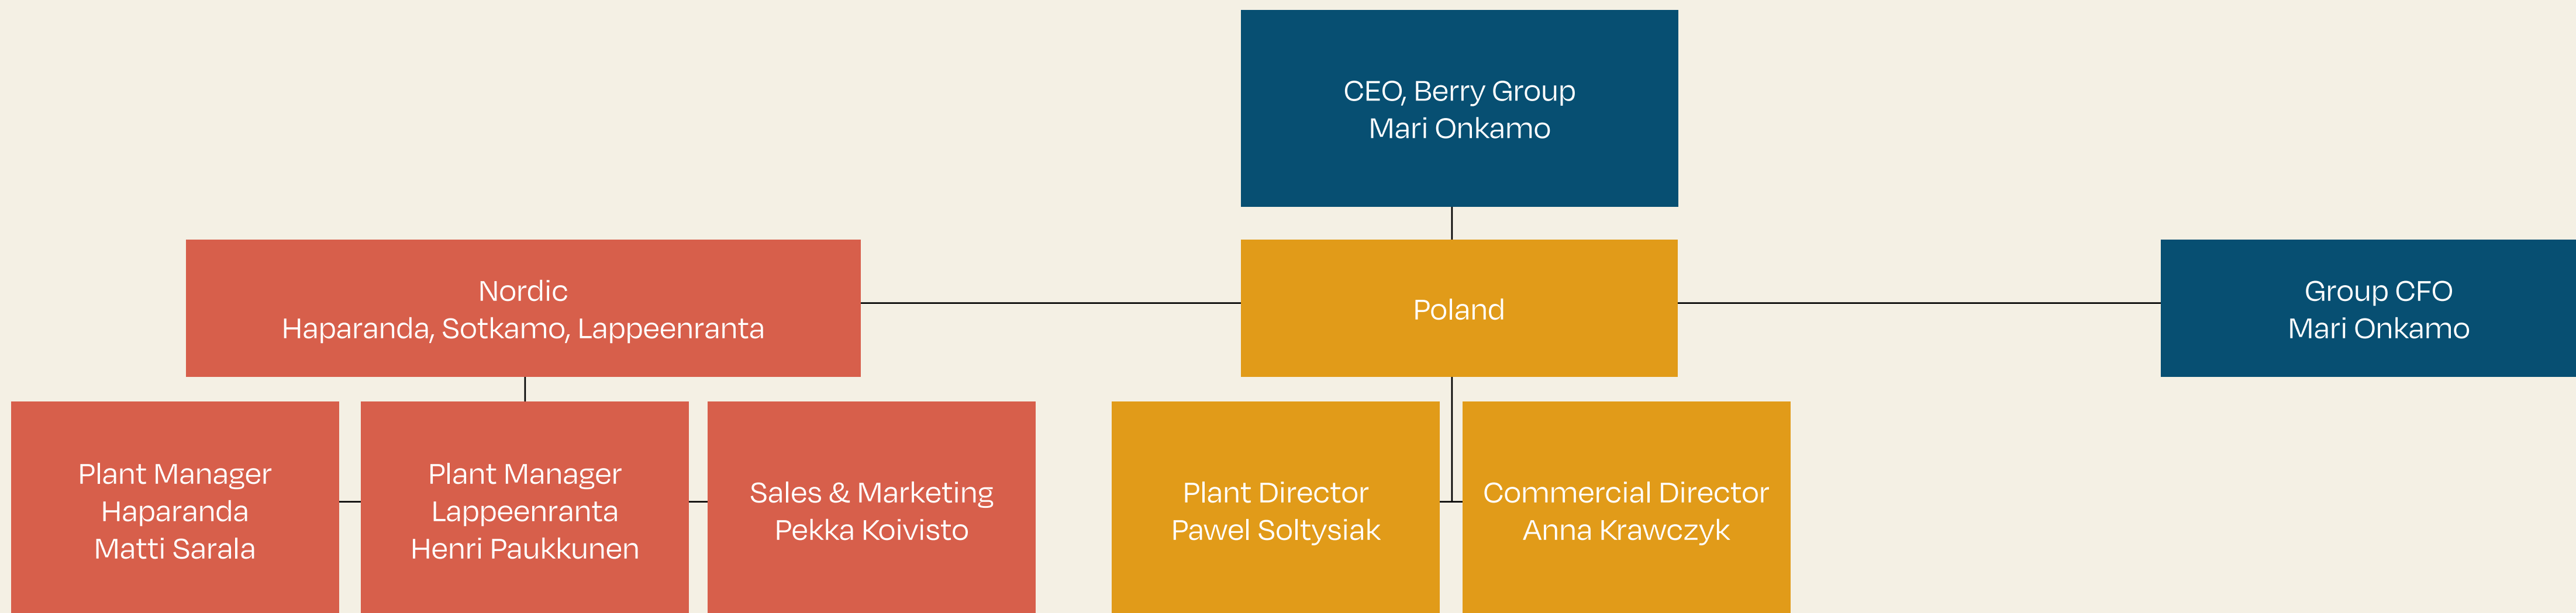 CEO, Berry Group
Mari Onkamo
Nordic
Haparanda, Sotkamo, Lappeenranta
Poland
Group CFO
Mari Onkamo
Plant Manager
Haparanda
Matti Sarala
Plant Manager
Lappeenranta
Henri Paukkunen
Sales & Marketing
Pekka Koivisto
Plant Director
Pawel Soltysiak
Commercial Director
Anna Krawczyk